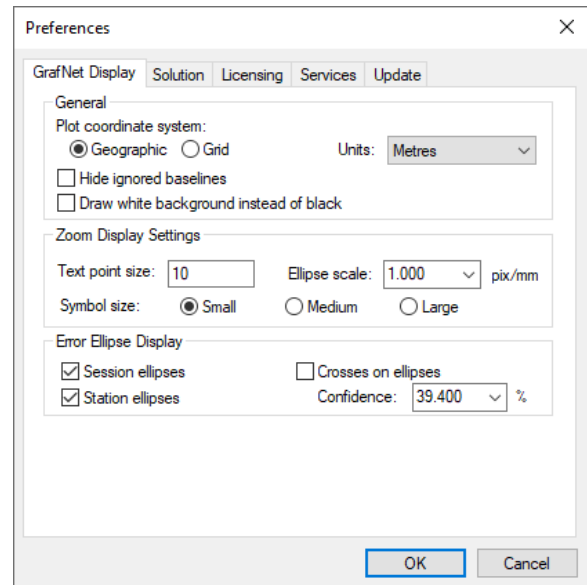 Preferences
GrafNet Display Solution Licensing Services Update
General
Plot coordinate system:
Geographic Grid Units: Metres
Hide ignored baselines
Draw white background instead of black
Zoom Display Settings
Text point size: 10 Ellipse scale: 1.000 pix/mm
Symbol size: Small Medium Large
Error Ellipse Display
Session ellipses Crosses on ellipses
Station ellipses Confidence: 39.400 %
OK Cancel